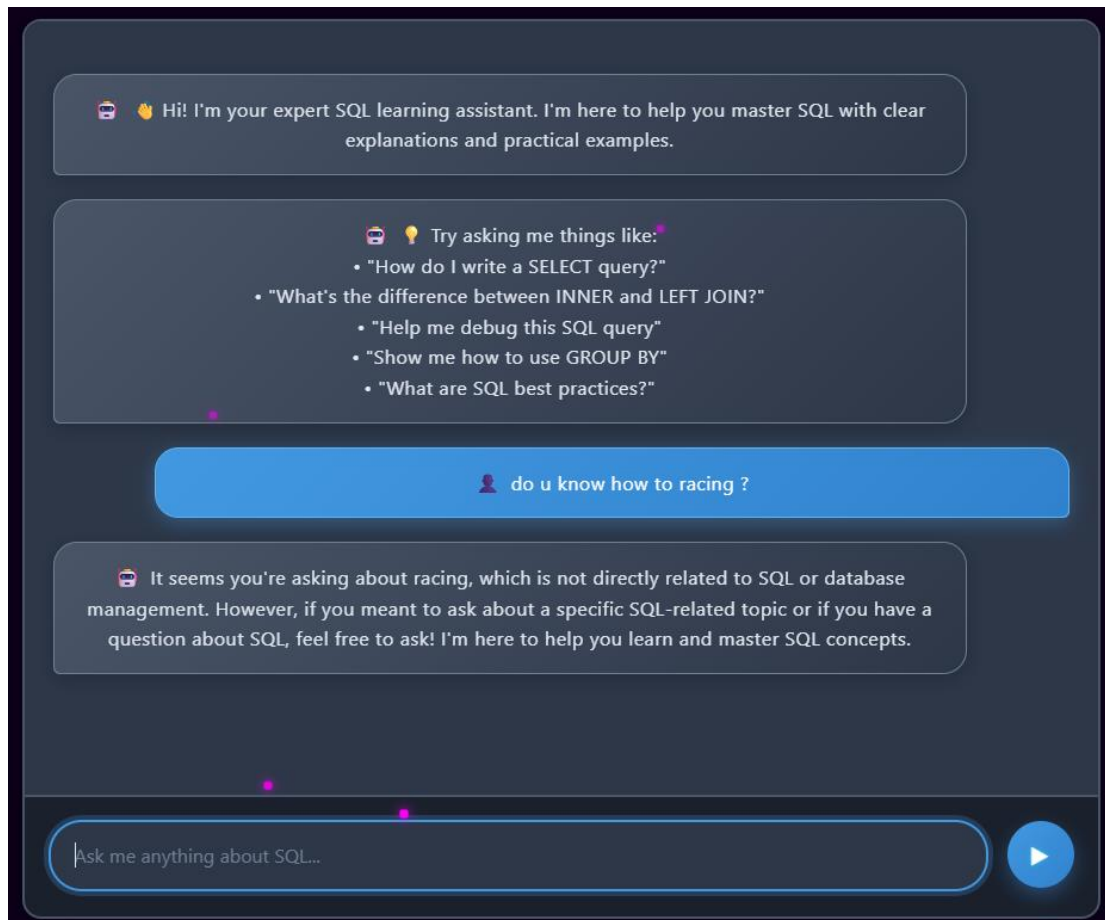 🤖 👋 Hi! I'm your expert SQL learning assistant. I'm here to help you master SQL with clear
explanations and practical examples.
🤖 💡 Try asking me things like:
• "How do I write a SELECT query?"
• "What's the difference between INNER and LEFT JOIN?"
• "Help me debug this SQL query"
• "Show me how to use GROUP BY"
• "What are SQL best practices?"
👤 do u know how to racing ?
🤖 It seems you're asking about racing, which is not directly related to SQL or database
management. However, if you meant to ask about a specific SQL-related topic or if you have a
question about SQL, feel free to ask! I'm here to help you learn and master SQL concepts.
Ask me anything about SQL...